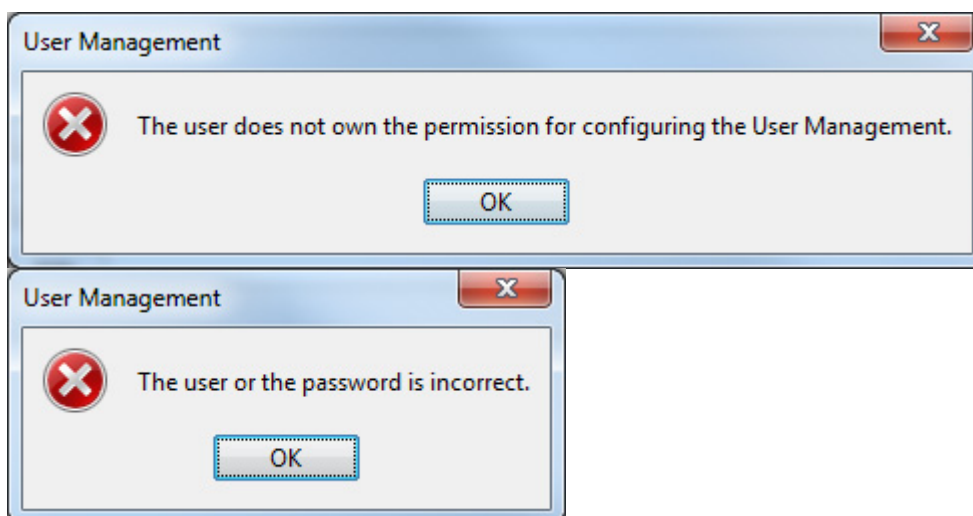 User Management
The user does not own the permission for configuring the User Management.
OK
User Management
The user or the password is incorrect.
OK